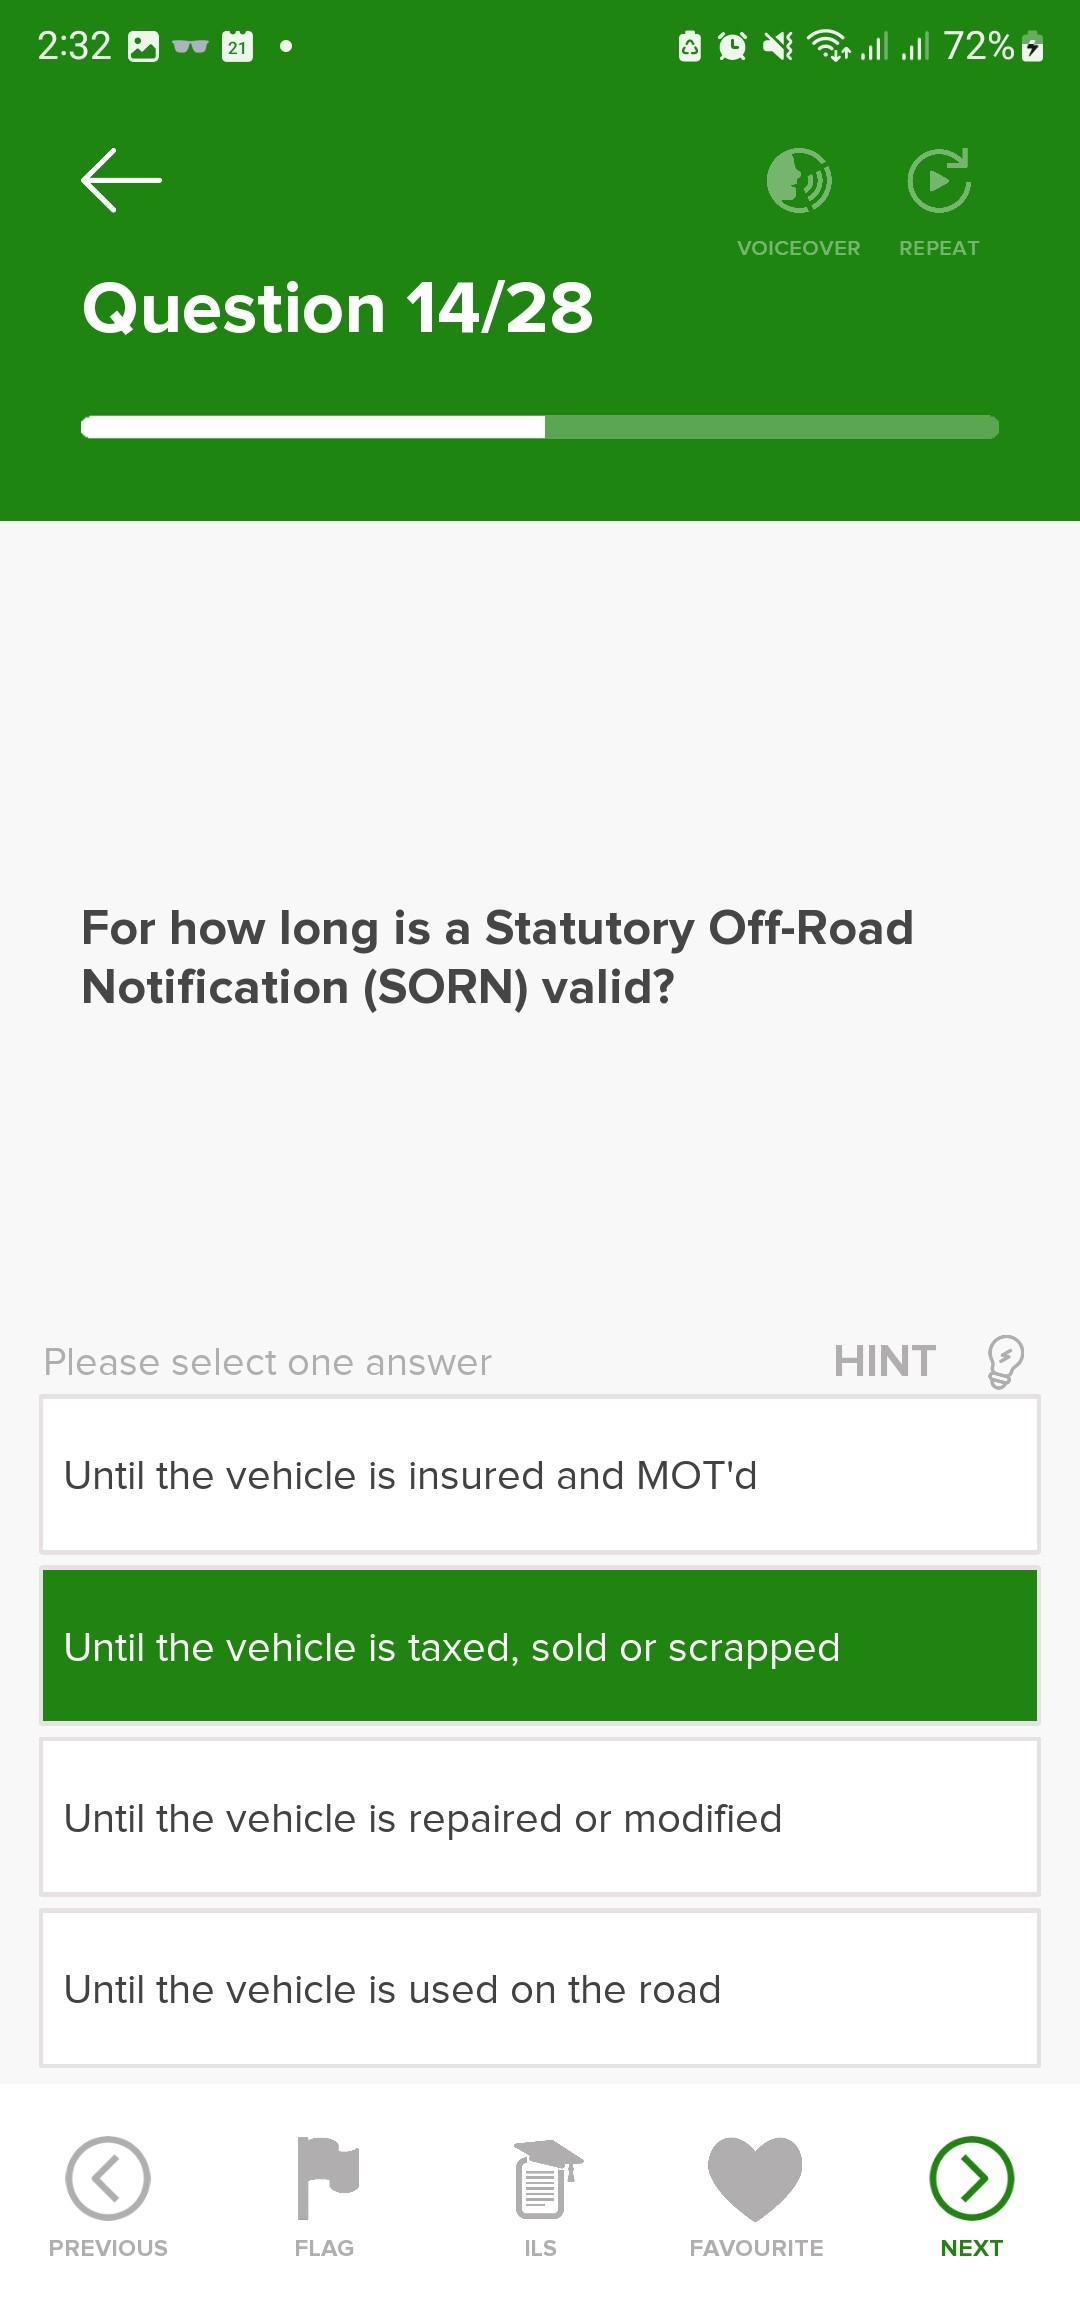 2:32
21
72%
VOICEOVER
REPEAT
Question 14/28
For how long is a Statutory Off-Road
Notification (SORN) valid?
Please select one answer
HINT
Until the vehicle is insured and MOT'd
Until the vehicle is taxed, sold or scrapped
Until the vehicle is repaired or modified
Until the vehicle is used on the road
PREVIOUS
FLAG
ILS
FAVOURITE
NEXT